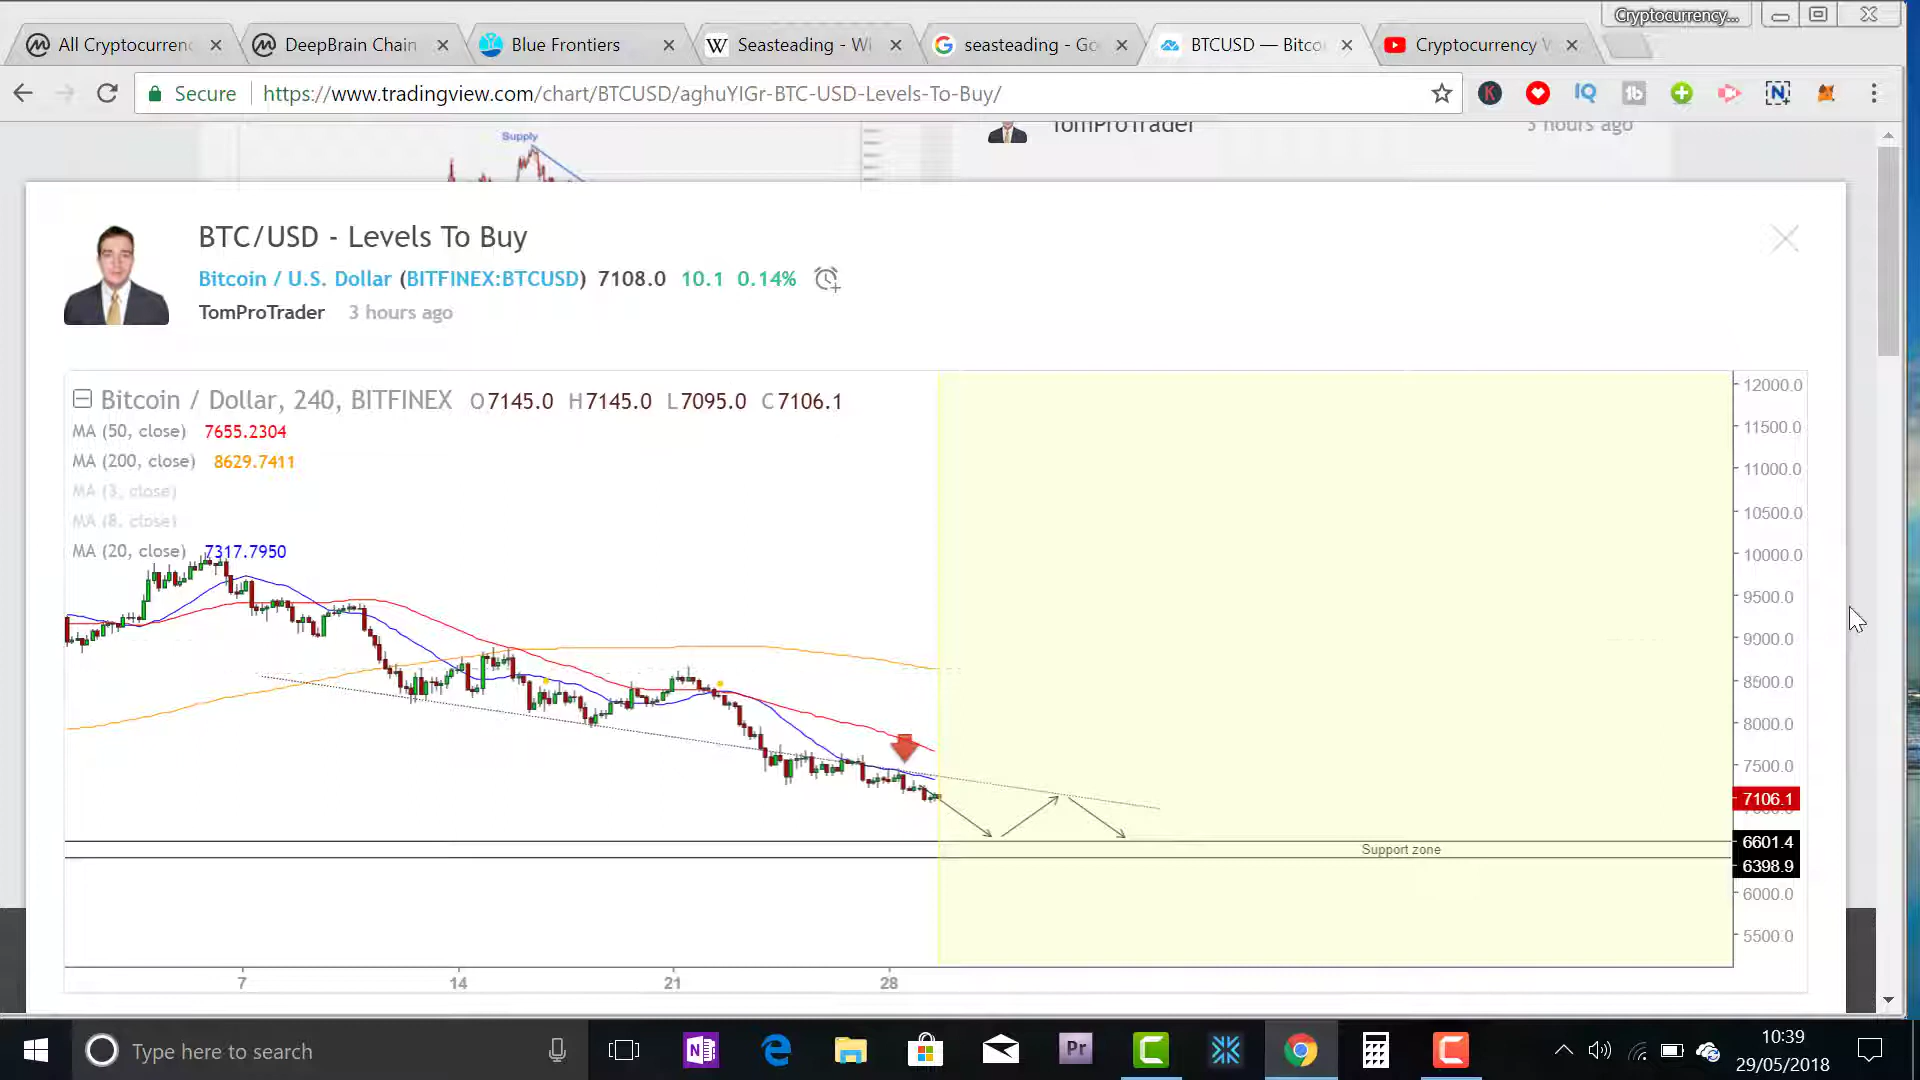 Cryptocurrency...
All Cryptocurrenc
DeepBrain Chain
Blue Frontiers
Seasteading - Wi
seasteading - Go
BTCUSD — Bitco
Cryptocurrency V
Secure
https://www.tradingview.com/chart/BTCUSD/aghuYIGr-BTC-USD-Levels-To-Buy/
Supply
TomProTrader
3 hours ago
BTC/USD - Levels To Buy
Bitcoin / U.S. Dollar (BITFINEX:BTCUSD) 7108.0 10.1 0.14%
TomProTrader 3 hours ago
Bitcoin / Dollar, 240, BITFINEX O7145.0 H7145.0 L7095.0 C7106.1
MA (50, close) 7655.2304
MA (200, close) 8629.7411
MA (3, close)
MA (8, close)
MA (20, close) 7317.7950
12000.0
11500.0
11000.0
10500.0
10000.0
9500.0
9000.0
8500.0
8000.0
7500.0
7106.1
6601.4
Support zone
6398.9
6000.0
5500.0
7 14 21 28
Type here to search
10:39
29/05/2018